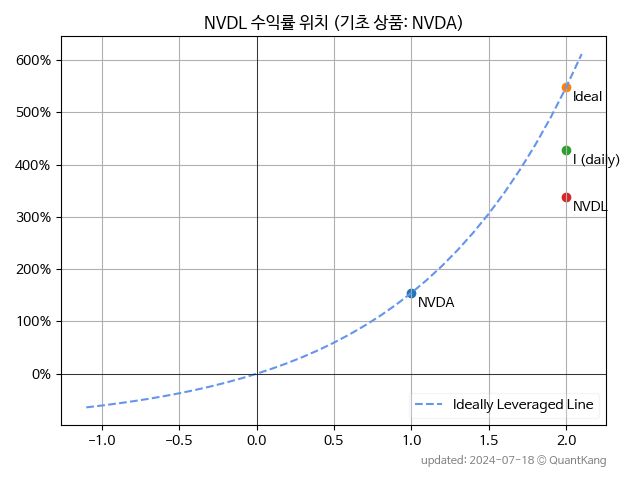 NVDL 수익률 위치 (기초 상품: NVDA)
600%
500%
400%
300%
200%
100%
0%
Ideal
I (daily)
NVDL
NVDA
Ideally Leveraged Line
-1.0 -0.5 0.0 0.5 1.0 1.5 2.0
updated: 2024-07-18 © QuantKang